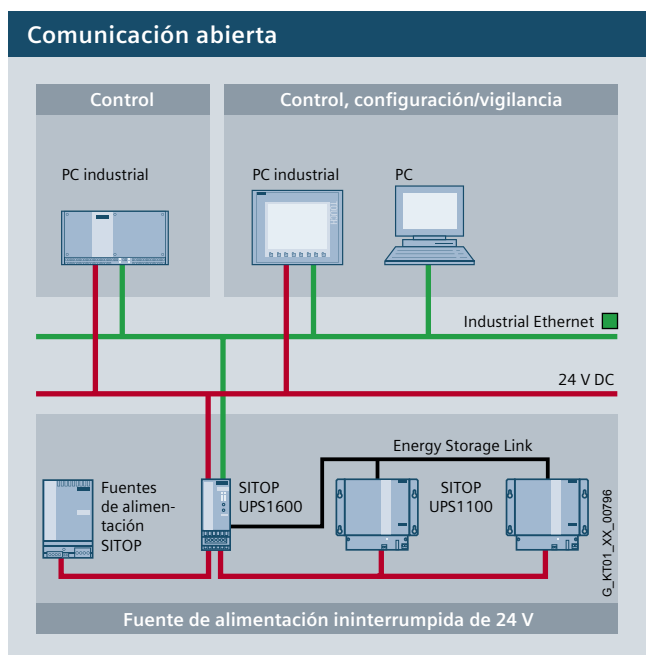 Comunicación abierta
Control
Control, configuración/vigilancia
PC industrial
PC industrial
PC
Industrial Ethernet
24 V DC
Energy Storage Link
Fuentes
de alimen-
tación
SITOP
SITOP
UPS1600
SITOP
UPS1100
G_KT01_XX_00796
Fuente de alimentación ininterrumpida de 24 V